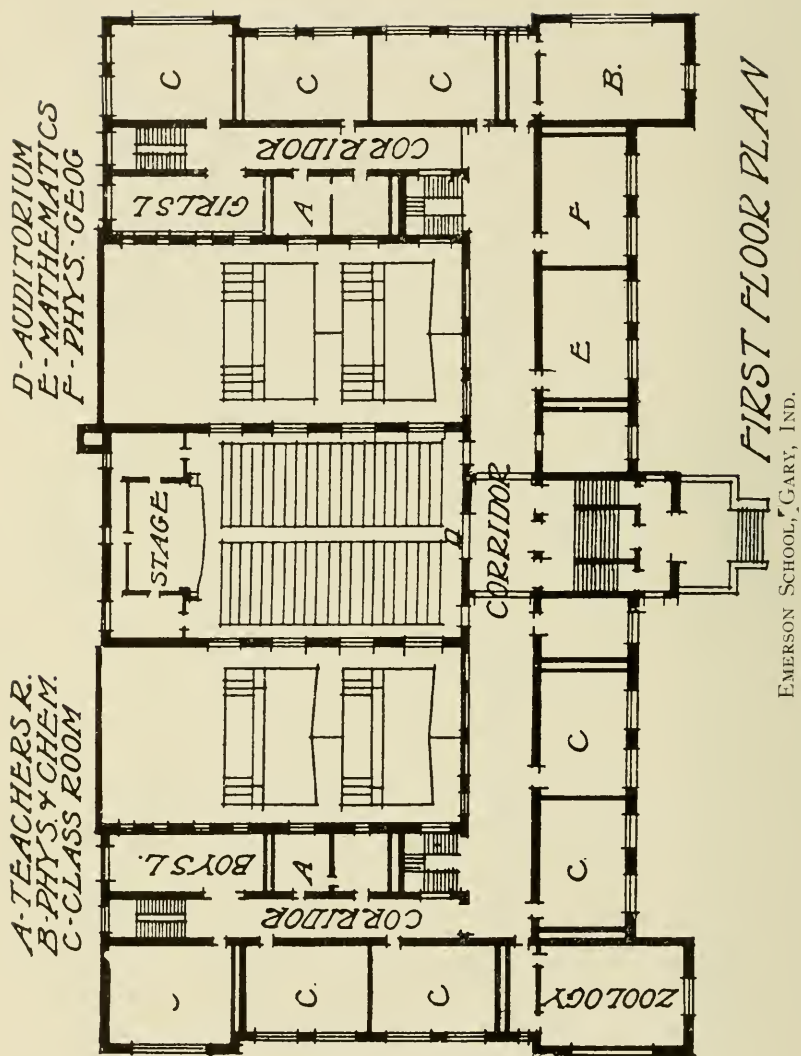 A-TEACHERS R.
B-PHYS. & CHEM.
C-CLASS ROOM
D-AUDITORIUM
E-MATHEMATICS
F-PHYS.-GEOG
C
C
C
CORRIDOR
GIRLS L
A
B.
F
E
STAGE
D
CORRIDOR
BOYS L.
A
CORRIDOR
C
C.
C.
C
ZOOLOGY
FIRST FLOOR PLAN
EMERSON SCHOOL, GARY, IND.